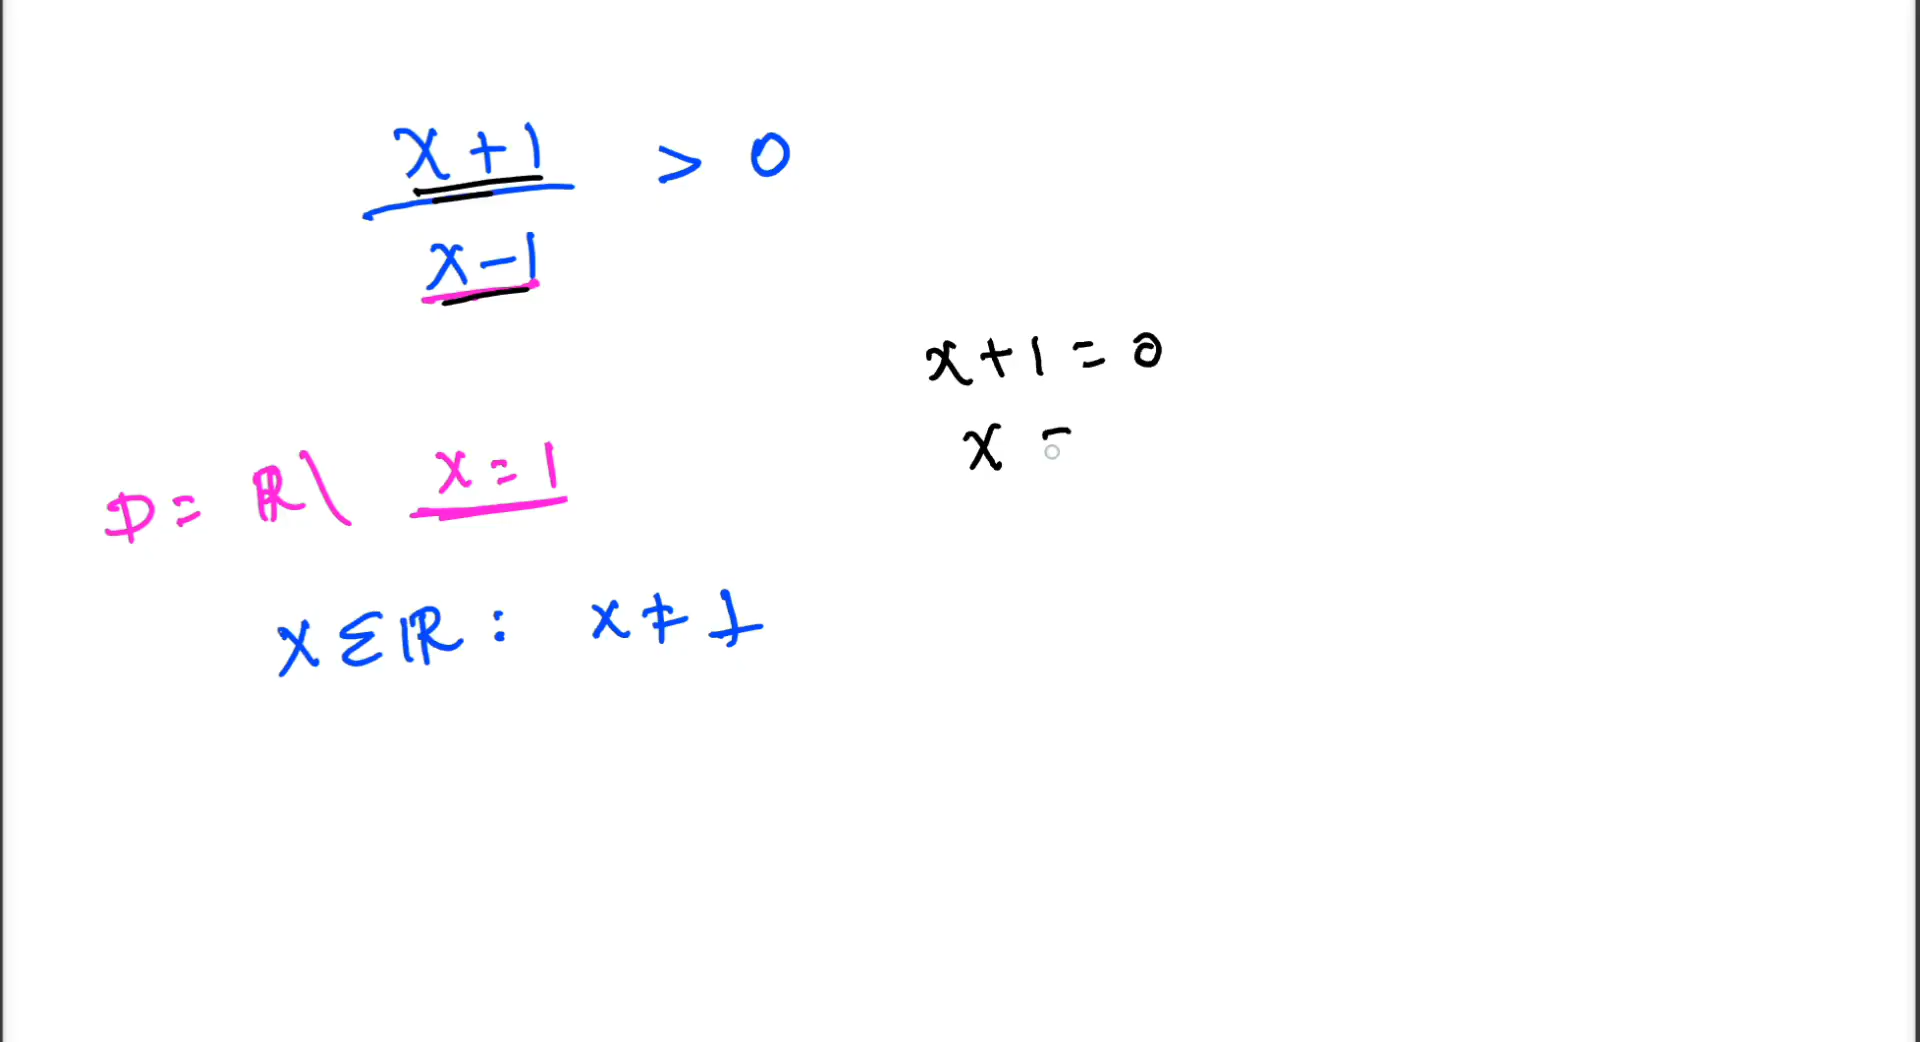 x+1
x-1
> 0
x+1 = 0
x =
D = ℝ \ x = 1
x ∈ ℝ : x ≠ 1